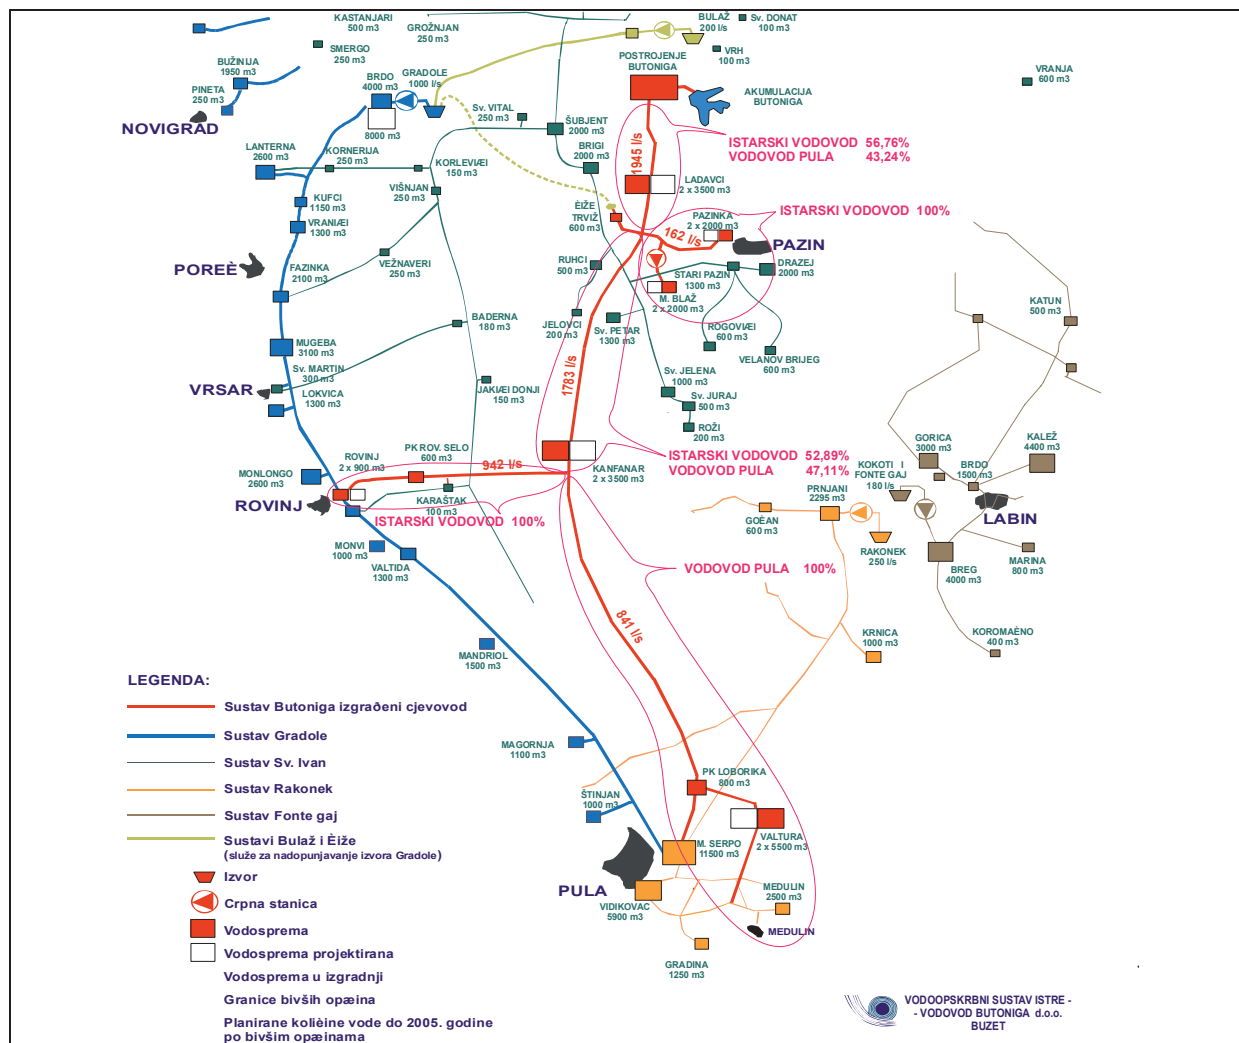 KASTANJARI
500 m3
GROŽNJAN
250 m3
BULAŽ
200 l/s
Sv. DONAT
100 m3
SMERGO
250 m3
VRH
100 m3
BUŽINIJA
1950 m3
PINETA
250 m3
NOVIGRAD
BRDO
4000 m3
8000 m3
GRADOLE
1000 l/s
POSTROJENJE
BUTONIGA
AKUMULACIJA
BUTONIGA
VRANJA
600 m3
Sv. VITAL
250 m3
ŠUBJENT
2000 m3
BRIGI
2000 m3
1945 l/s
ISTARSKI VODOVOD 56,76%
VODOVOD PULA 43,24%
LANTERNA
2600 m3
KORNERIJA
250 m3
KORLEVIÆI
150 m3
VIŠNJAN
250 m3
LADAVCI
2 x 3500 m3
KUFCI
1150 m3
VRANIÆI
1300 m3
ÈIŽE
TRVIŽ
600 m3
PAZINKA
2 x 2000 m3
ISTARSKI VODOVOD 100%
162 l/s
PAZIN
POREÈ
FAZINKA
2100 m3
VEŽNAVERI
250 m3
RUHCI
500 m3
STARI PAZIN
1300 m3
DRAZEJ
2000 m3
M. BLAŽ
2 x 2000 m3
KATUN
500 m3
BADERNA
180 m3
JELOVCI
200 m3
Sv. PETAR
1300 m3
ROGOVIÆI
600 m3
VELANOV BRIJEG
600 m3
MUGEBA
3100 m3
Sv. MARTIN
300 m3
VRSAR
LOKVICA
1300 m3
JAKIÆI DONJI
150 m3
1783 l/s
Sv. JELENA
1000 m3
Sv. JURAJ
500 m3
ROŽI
200 m3
ROVINJ
2 x 900 m3
PK ROV. SELO
600 m3
942 l/s
KANFANAR
2 x 3500 m3
ISTARSKI VODOVOD 52,89%
VODOVOD PULA 47,11%
MONLONGO
2600 m3
ROVINJ
KARAŠTAK
100 m3
ISTARSKI VODOVOD 100%
GORICA
3000 m3
KALEŽ
4400 m3
KOKOTI I
FONTE GAJ
180 l/s
BRDO
1500 m3
LABIN
PRNJANI
2295 m3
GOÈAN
600 m3
RAKONEK
250 l/s
BREG
4000 m3
MARINA
800 m3
MONVI
1000 m3
VALTIDA
1300 m3
VODOVOD PULA 100%
841 l/s
KRNICA
1000 m3
KOROMAÈNO
400 m3
MANDRIOL
1500 m3
MAGORNJA
1100 m3
ŠTINJAN
1000 m3
PK LOBORIKA
800 m3
VALTURA
2 x 5500 m3
M. SERPO
11500 m3
PULA
VIDIKOVAC
5900 m3
MEDULIN
2500 m3
MEDULIN
GRADINA
1250 m3
LEGENDA:
Sustav Butoniga izgraðeni cjevovod
Sustav Gradole
Sustav Sv. Ivan
Sustav Rakonek
Sustav Fonte gaj
Sustavi Bulaž i Èiže
(služe za nadopunjavanje izvora Gradole)
Izvor
Crpna stanica
Vodosprema
Vodosprema projektirana
Vodosprema u izgradnji
Granice bivših opæina
Planirane kolièine vode do 2005. godine
po bivšim opæinama
VODOOPSKRBNI SUSTAV ISTRE -
- VODOVOD BUTONIGA d.o.o.
BUZET